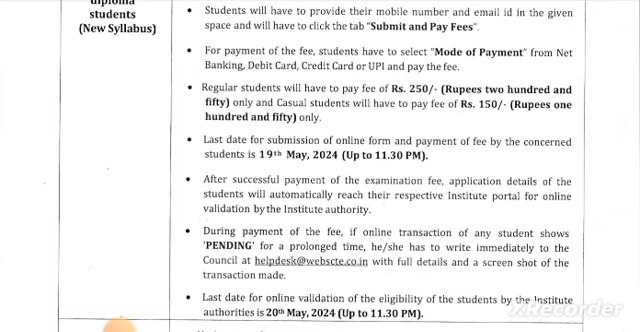 diploma
students
(New Syllabus)
• Students will have to provide their mobile number and email id in the given
space and will have to click the tab "Submit and Pay Fees".
• For payment of the fee, students have to select "Mode of Payment" from Net
Banking, Debit Card, Credit Card or UPI and pay the fee.
• Regular students will have to pay fee of Rs. 250/- (Rupees two hundred and
fifty) only and Casual students will have to pay fee of Rs. 150/- (Rupees one
hundred and fifty) only.
• Last date for submission of online form and payment of fee by the concerned
students is 19th May, 2024 (Up to 11.30 PM).
• After successful payment of the examination fee, application details of the
students will automatically reach their respective Institute portal for online
validation by the Institute authority.
• During payment of the fee, if online transaction of any student shows
'PENDING' for a prolonged time, he/she has to write immediately to the
Council at helpdesk@webscte.co.in with full details and a screen shot of the
transaction made.
• Last date for online validation of the eligibility of the students by the Institute
authorities is 20th May, 2024 (Up to 11.30 PM).
XRecorder